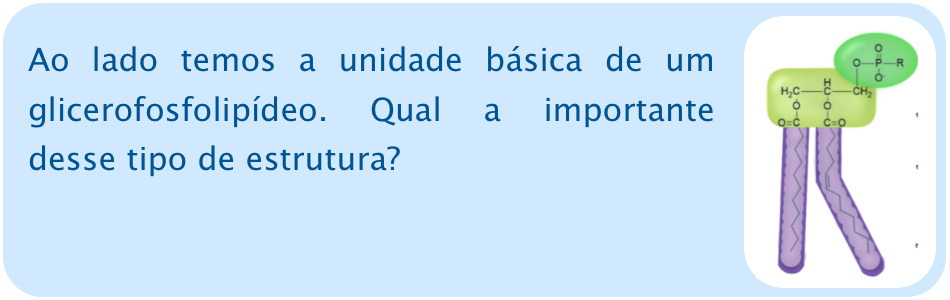 Ao lado temos a unidade básica de um
glicerofosfolipídeo. Qual a importante
desse tipo de estrutura?
O
O—P—R
O⁻
H
H₂C—C—CH₂
O O
O=C C=O